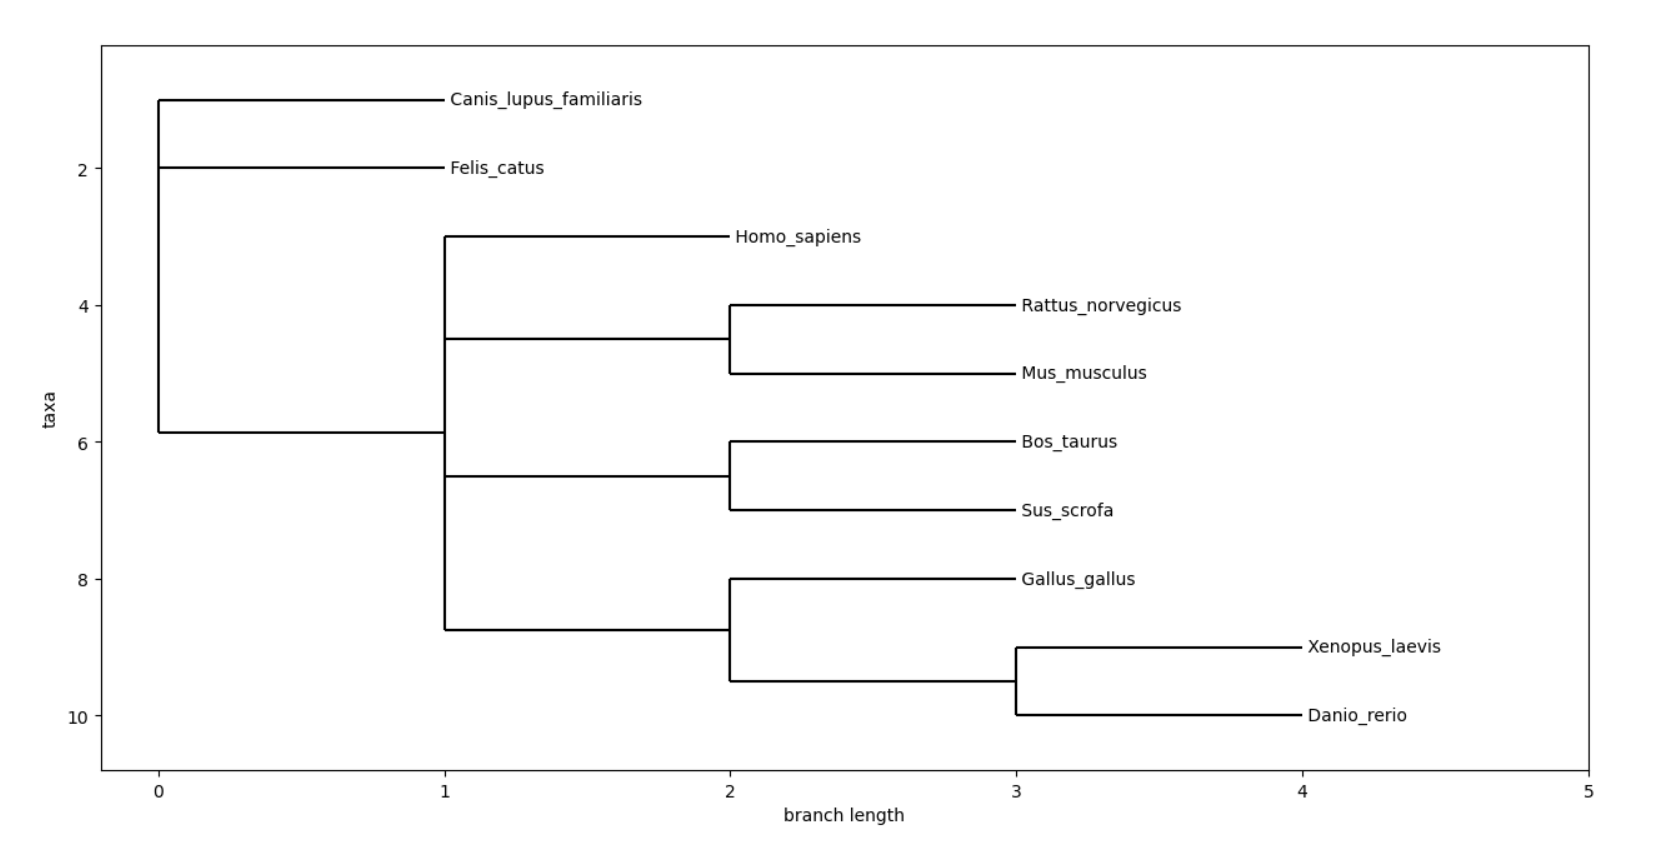 Canis_lupus_familiaris
2
Felis_catus
Homo_sapiens
4
Rattus_norvegicus
Mus_musculus
taxa
6
Bos_taurus
Sus_scrofa
8
Gallus_gallus
Xenopus_laevis
10
Danio_rerio
0 1 2 3 4 5
branch length